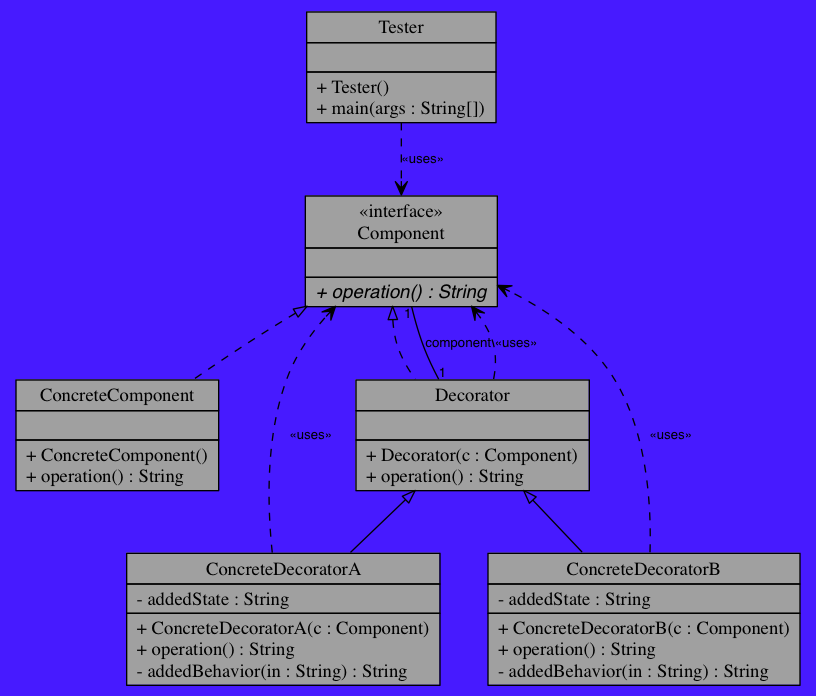 Tester
+ Tester()
+ main(args : String[])
«uses»
«interface»
Component
+ operation() : String
1
component «uses»
1
ConcreteComponent
+ ConcreteComponent()
+ operation() : String
Decorator
+ Decorator(c : Component)
+ operation() : String
«uses»
«uses»
ConcreteDecoratorA
- addedState : String
+ ConcreteDecoratorA(c : Component)
+ operation() : String
- addedBehavior(in : String) : String
ConcreteDecoratorB
- addedState : String
+ ConcreteDecoratorB(c : Component)
+ operation() : String
- addedBehavior(in : String) : String